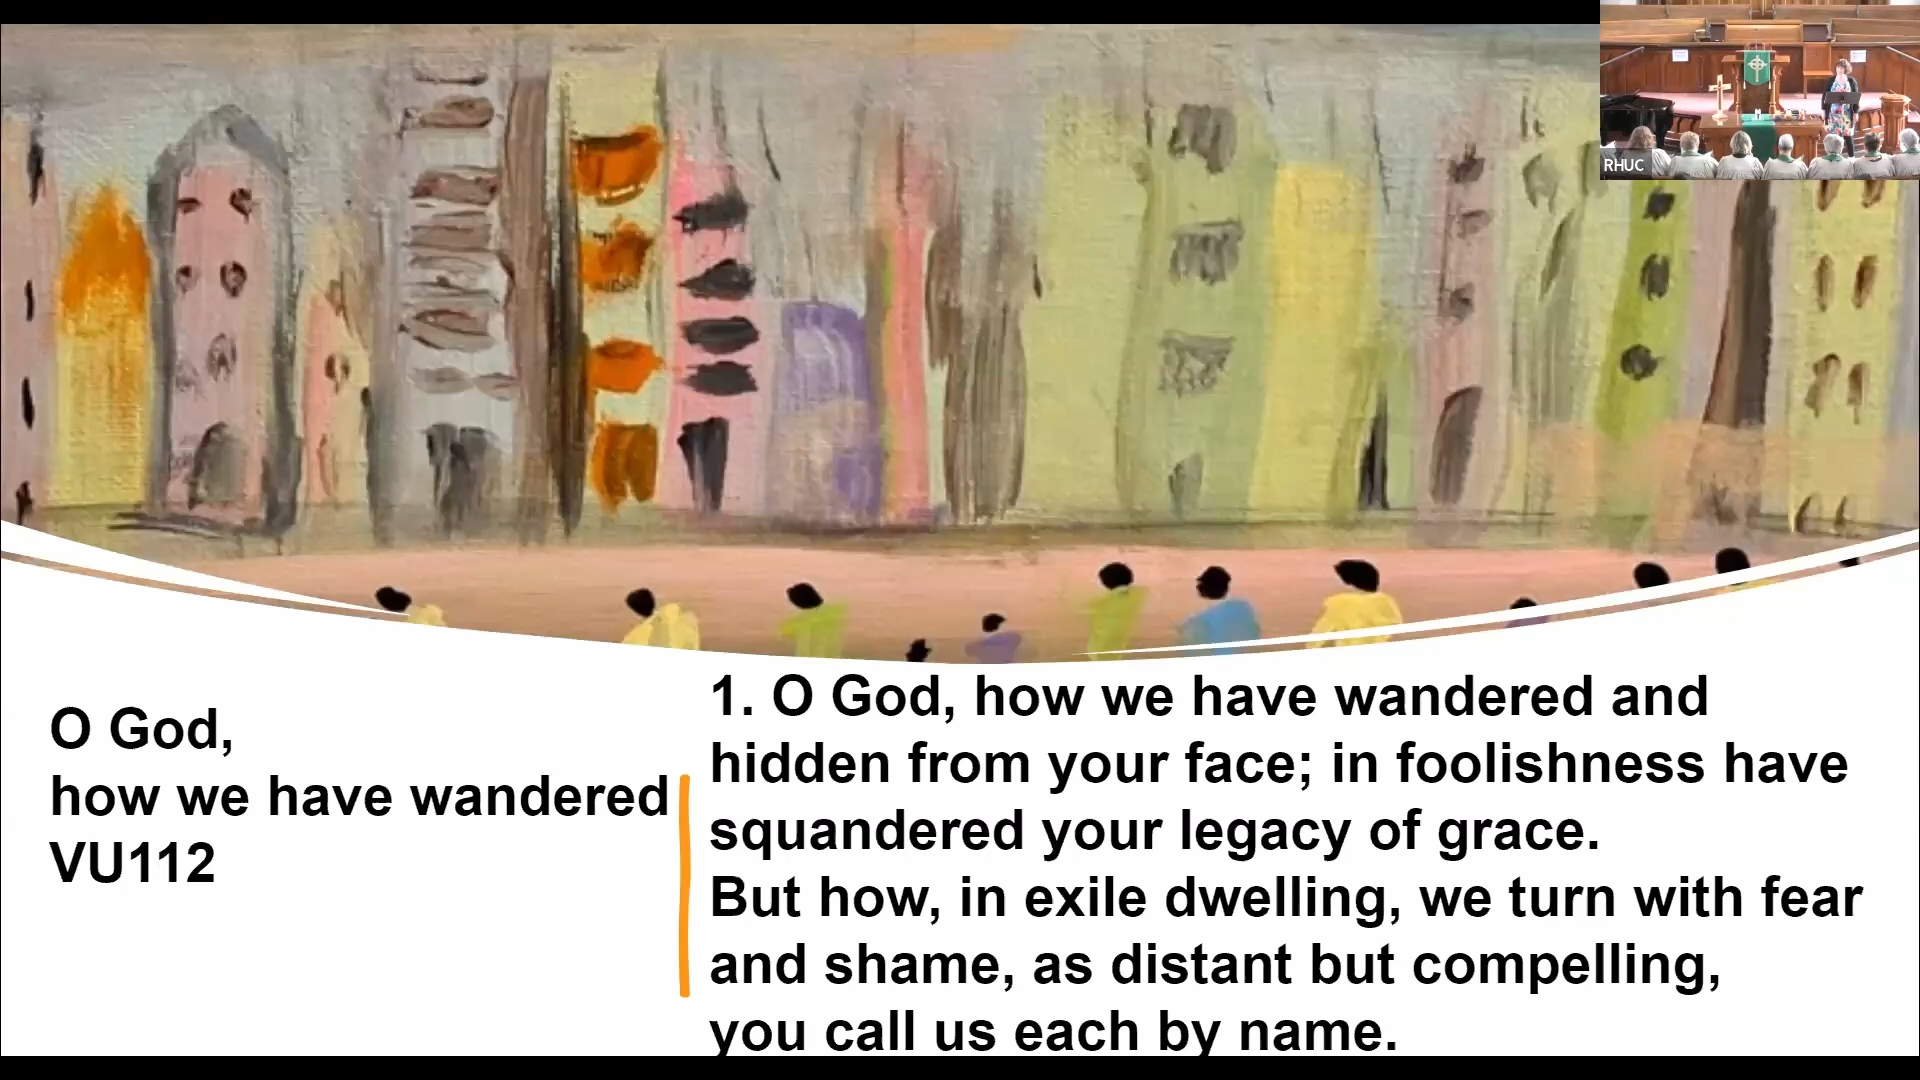 RHUC
O God,
how we have wandered
VU112
1. O God, how we have wandered and
hidden from your face; in foolishness have
squandered your legacy of grace.
But how, in exile dwelling, we turn with fear
and shame, as distant but compelling,
you call us each by name.